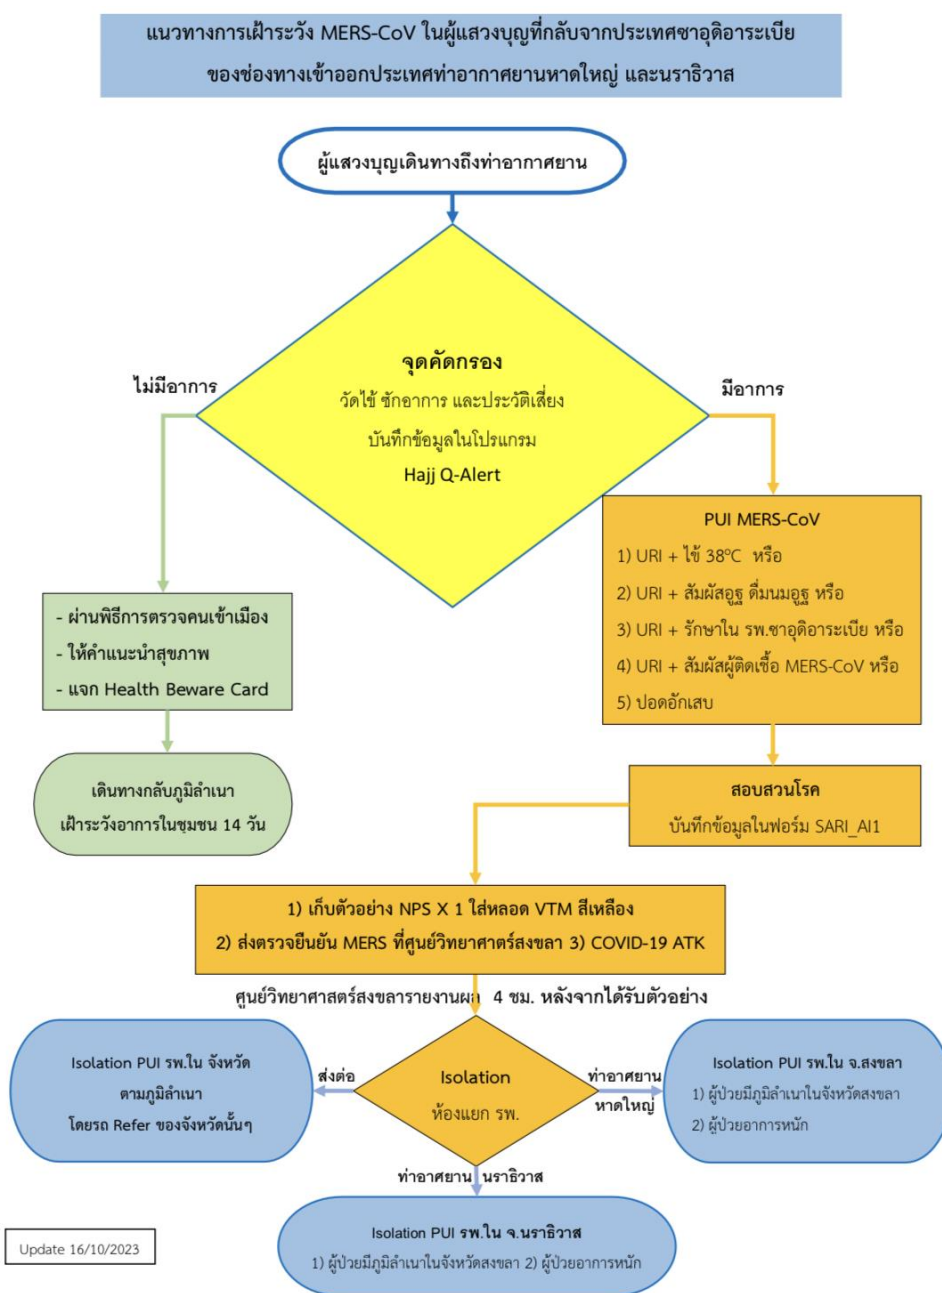 แนวทางการเฝ้าระวัง MERS-CoV ในผู้แสวงบุญที่กลับจากประเทศซาอุดิอาระเบีย
ของช่องทางเข้าออกประเทศท่าอากาศยานหาดใหญ่ และนราธิวาส
ผู้แสวงบุญเดินทางถึงท่าอากาศยาน
จุดคัดกรอง
วัดไข้ ซักอาการ และประวัติเสี่ยง
บันทึกข้อมูลในโปรแกรม
Hajj Q-Alert
ไม่มีอาการ
มีอาการ
- ผ่านพิธีการตรวจคนเข้าเมือง
- ให้คำแนะนำสุขภาพ
- แจก Health Beware Card
เดินทางกลับภูมิลำเนา
เฝ้าระวังอาการในชุมชน 14 วัน
PUI MERS-CoV
1) URI + ไข้ 38°C หรือ
2) URI + สัมผัสอูฐ ดื่มนมอูฐ หรือ
3) URI + รักษาใน รพ.ซาอุดิอาระเบีย หรือ
4) URI + สัมผัสผู้ติดเชื้อ MERS-CoV หรือ
5) ปอดอักเสบ
สอบสวนโรค
บันทึกข้อมูลในฟอร์ม SARI_AI1
1) เก็บตัวอย่าง NPS X 1 ใส่หลอด VTM สีเหลือง
2) ส่งตรวจยืนยัน MERS ที่ศูนย์วิทยาศาตร์สงขลา 3) COVID-19 ATK
ศูนย์วิทยาศาสตร์สงขลารายงานผล 4 ชม. หลังจากได้รับตัวอย่าง
Isolation
ห้องแยก รพ.
ส่งต่อ
Isolation PUI รพ.ใน จังหวัด
ตามภูมิลำเนา
โดยรถ Refer ของจังหวัดนั้นๆ
ท่าอาศยาน
หาดใหญ่
Isolation PUI รพ.ใน จ.สงขลา
1) ผู้ป่วยมีภูมิลำเนาในจังหวัดสงขลา
2) ผู้ป่วยอาการหนัก
ท่าอาศยาน นราธิวาส
Isolation PUI รพ.ใน จ.นราธิวาส
1) ผู้ป่วยมีภูมิลำเนาในจังหวัดสงขลา 2) ผู้ป่วยอาการหนัก
Update 16/10/2023